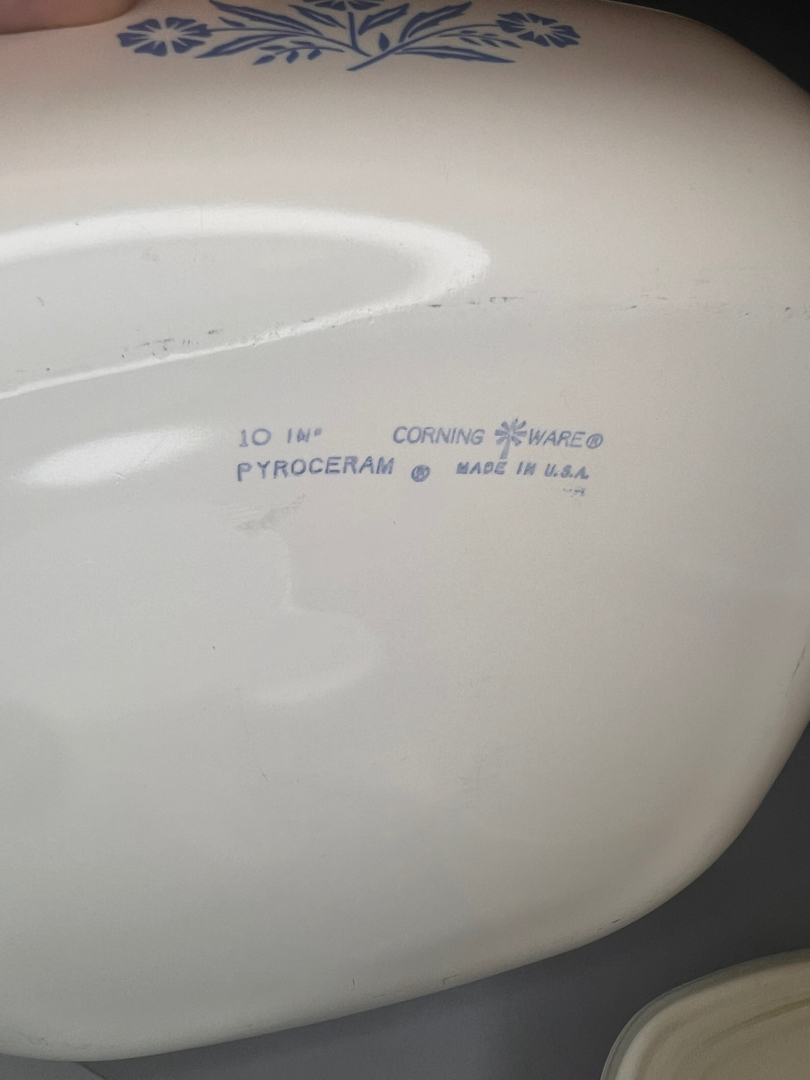 10 IN. CORNING WARE®
PYROCERAM ® MADE IN U.S.A.